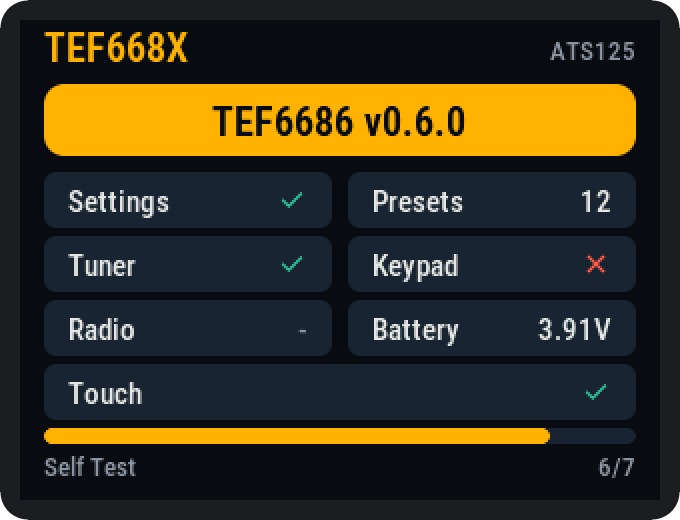 TEF668X ATS125
TEF6686 v0.6.0
Settings ✓ Presets 12
Tuner ✓ Keypad ✕
Radio - Battery 3.91V
Touch ✓
Self Test 6/7